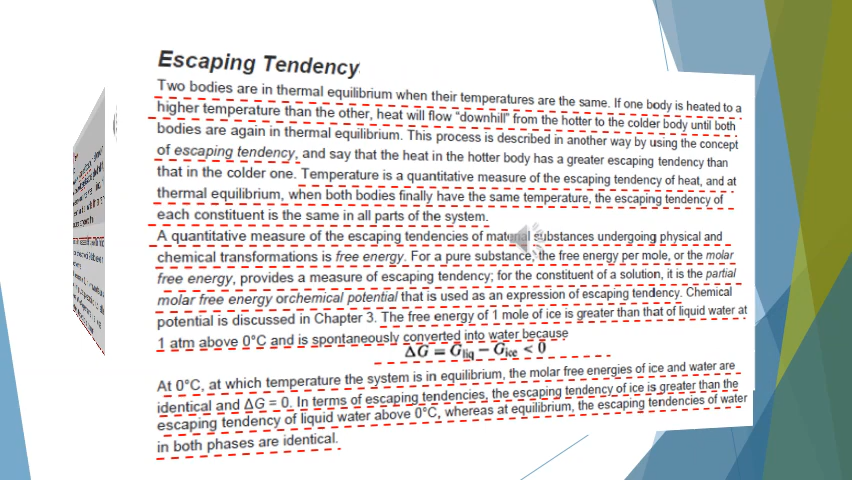 Escaping Tendency
Two bodies are in thermal equilibrium when their temperatures are the same. If one body is heated to a
higher temperature than the other, heat will flow "downhill" from the hotter to the colder body until both
bodies are again in thermal equilibrium. This process is described in another way by using the concept
of escaping tendency, and say that the heat in the hotter body has a greater escaping tendency than
that in the colder one. Temperature is a quantitative measure of the escaping tendency of heat, and at
thermal equilibrium, when both bodies finally have the same temperature, the escaping tendency of
each constituent is the same in all parts of the system.
A quantitative measure of the escaping tendencies of material substances undergoing physical and
chemical transformations is free energy. For a pure substance, the free energy per mole, or the molar
free energy, provides a measure of escaping tendency; for the constituent of a solution, it is the partial
molar free energy orchemical potential that is used as an expression of escaping tendency. Chemical
potential is discussed in Chapter 3. The free energy of 1 mole of ice is greater than that of liquid water at
1 atm above 0°C and is spontaneously converted into water because
ΔG = G̅liq – G̅ice < 0
At 0°C, at which temperature the system is in equilibrium, the molar free energies of ice and water are
identical and ΔG = 0. In terms of escaping tendencies, the escaping tendency of ice is greater than the
escaping tendency of liquid water above 0°C, whereas at equilibrium, the escaping tendencies of water
in both phases are identical.